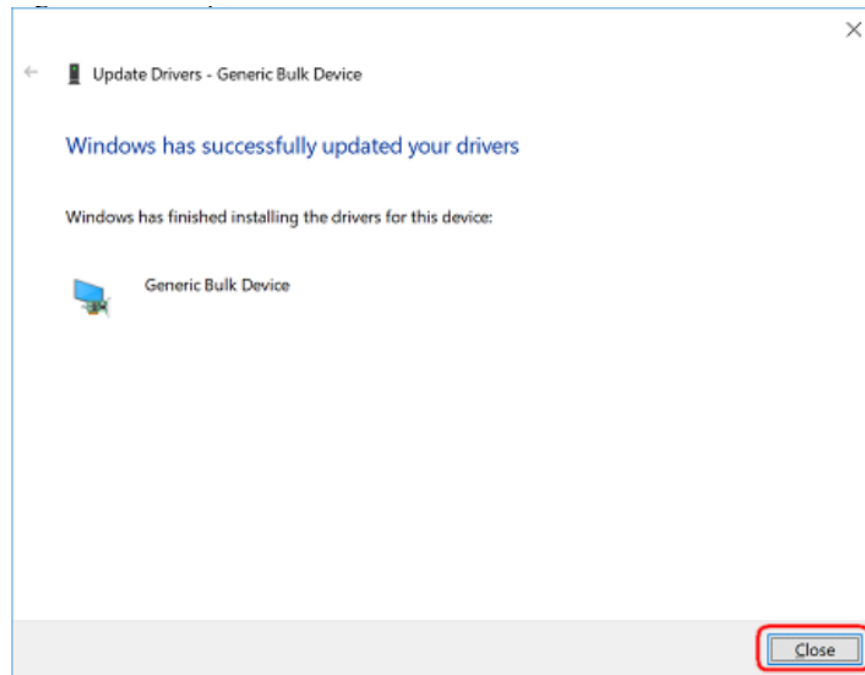 Update Drivers - Generic Bulk Device
Windows has successfully updated your drivers
Windows has finished installing the drivers for this device:
Generic Bulk Device
Close